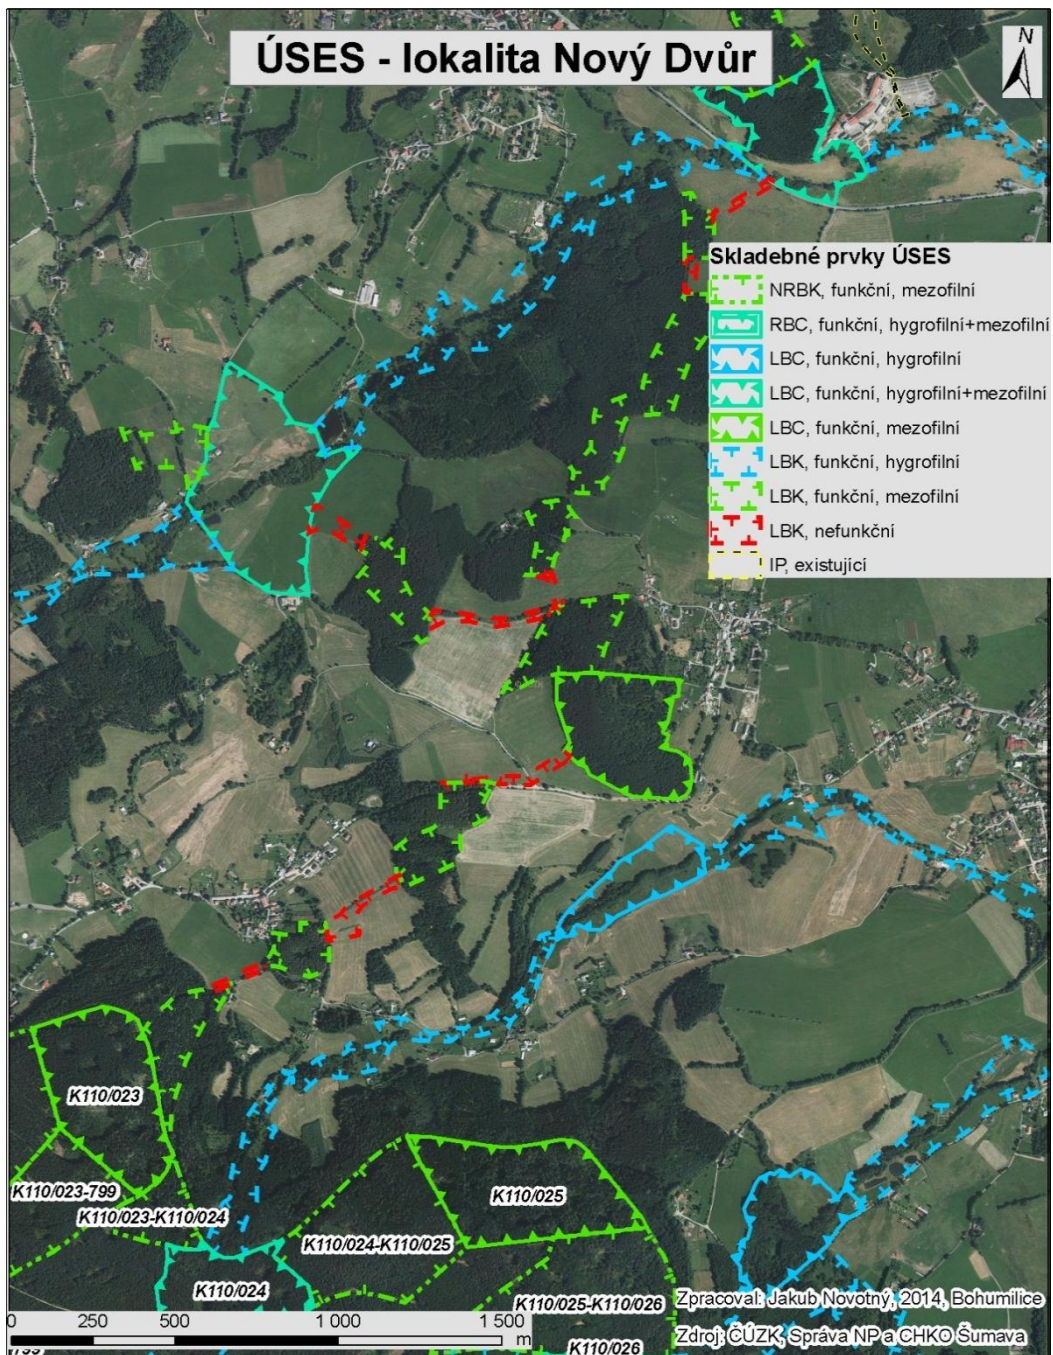 ÚSES - lokalita Nový Dvůr
N
Skladebné prvky ÚSES
NRBK, funkční, mezofilní
RBC, funkční, hygrofilní+mezofilní
LBC, funkční, hygrofilní
LBC, funkční, hygrofilní+mezofilní
LBC, funkční, mezofilní
LBK, funkční, hygrofilní
LBK, funkční, mezofilní
LBK, nefunkční
IP, existující
K110/023
K110/023-799
K110/025
K110/023-K110/024
K110/024-K110/025
K110/024
K110/025-K110/026
Zpracoval: Jakub Novotný, 2014, Bohumilice
0 250 500 1 000 1 500
m
Zdroj: ČÚZK, Správa NP a CHKO Šumava
799
K110/026